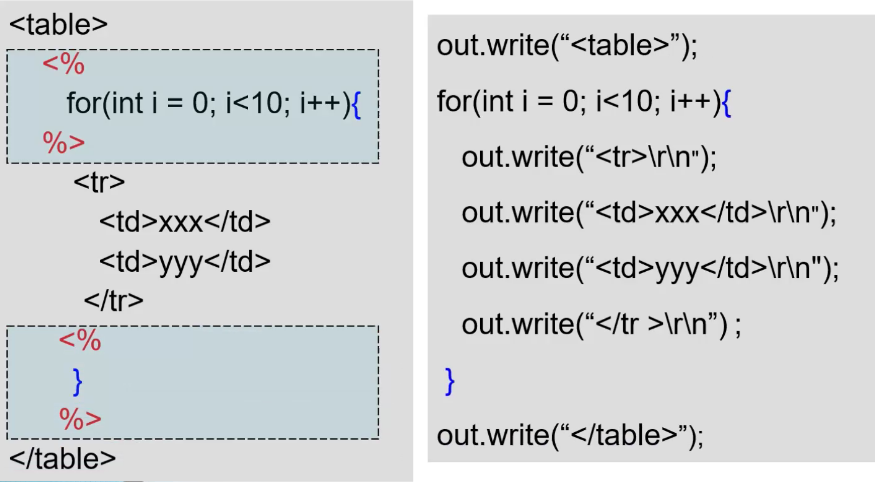 <table>
<%
for(int i = 0; i<10; i++){
%>
<tr>
<td>xxx</td>
<td>yyy</td>
</tr>
<%
}
%>
</table>
out.write(“<table>”);
for(int i = 0; i<10; i++){
out.write(“<tr>\r\n");
out.write(“<td>xxx</td>\r\n");
out.write(“<td>yyy</td>\r\n");
out.write(“</tr >\r\n”) ;
}
out.write(“</table>”);